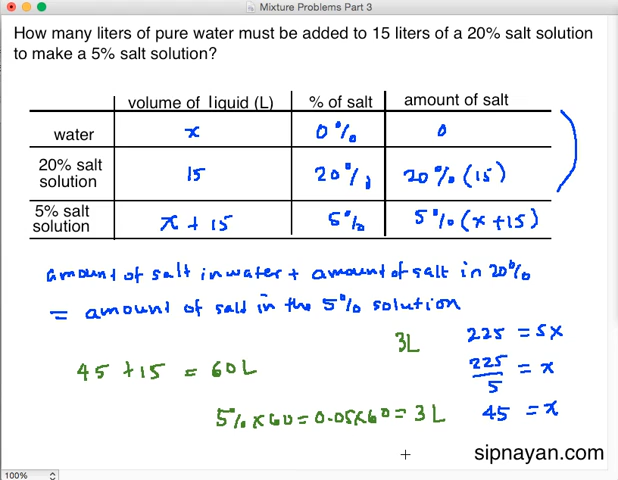 Mixture Problems Part 3
How many liters of pure water must be added to 15 liters of a 20% salt solution
to make a 5% salt solution?
volume of liquid (L) % of salt amount of salt
water x 0% 0
20% salt
solution 15 20% 20% (15)
5% salt
solution x + 15 5% 5% (x +15)
amount of salt in water + amount of salt in 20%
= amount of salt in the 5% solution
3L 225 = 5x
45 + 15 = 60L 225/5 = x
5% x 60 = 0.05 x 60 = 3L 45 = x
sipnayan.com
100%